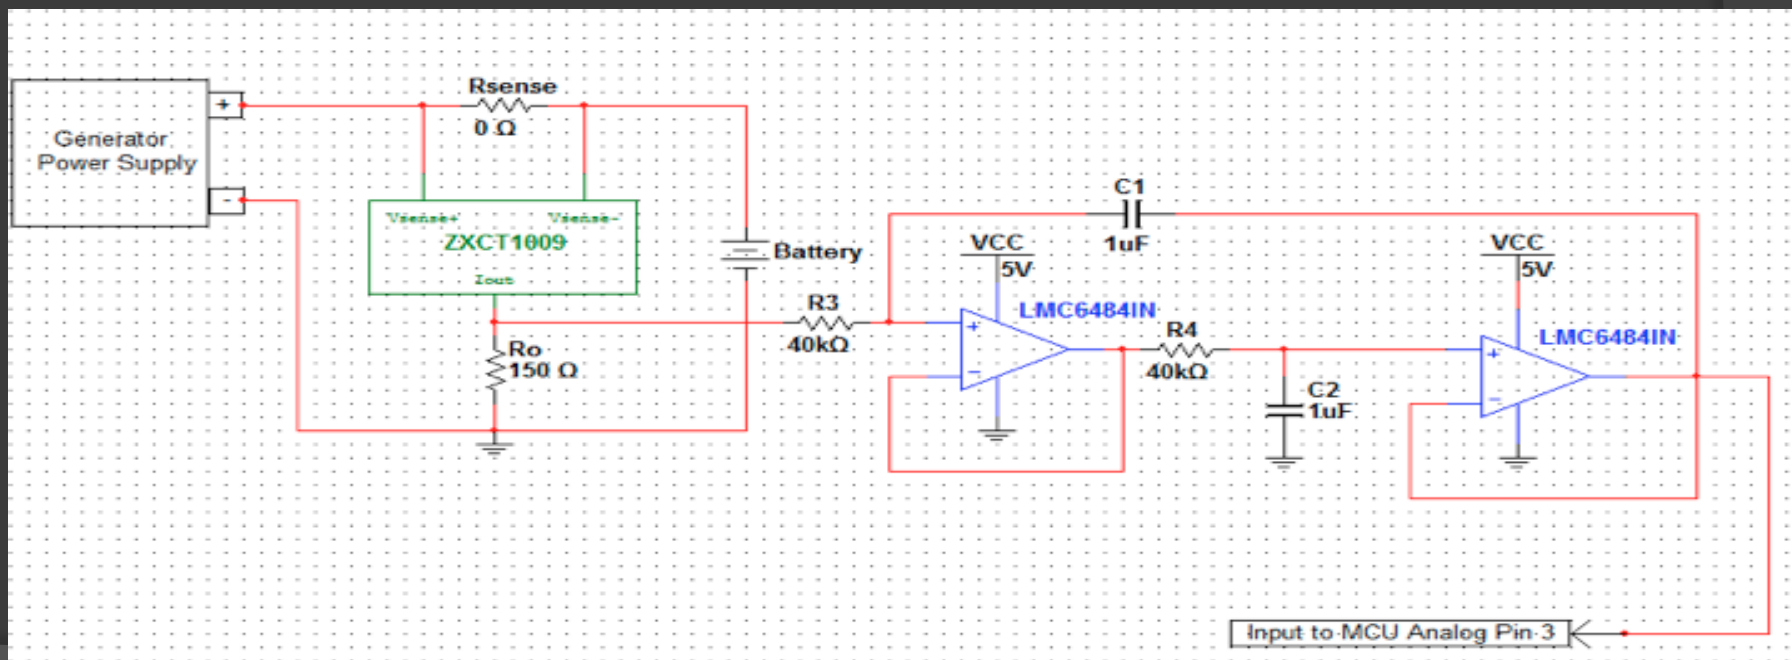 Generator
Power Supply
+
-
Rsense
0 Ω
Vsense+
Vsense-
ZXCT1009
Iout
Ro
150 Ω
Battery
R3
40kΩ
C1
1uF
VCC
5V
LMC6484IN
+
−
R4
40kΩ
C2
1uF
VCC
5V
LMC6484IN
+
−
Input to MCU Analog Pin 3